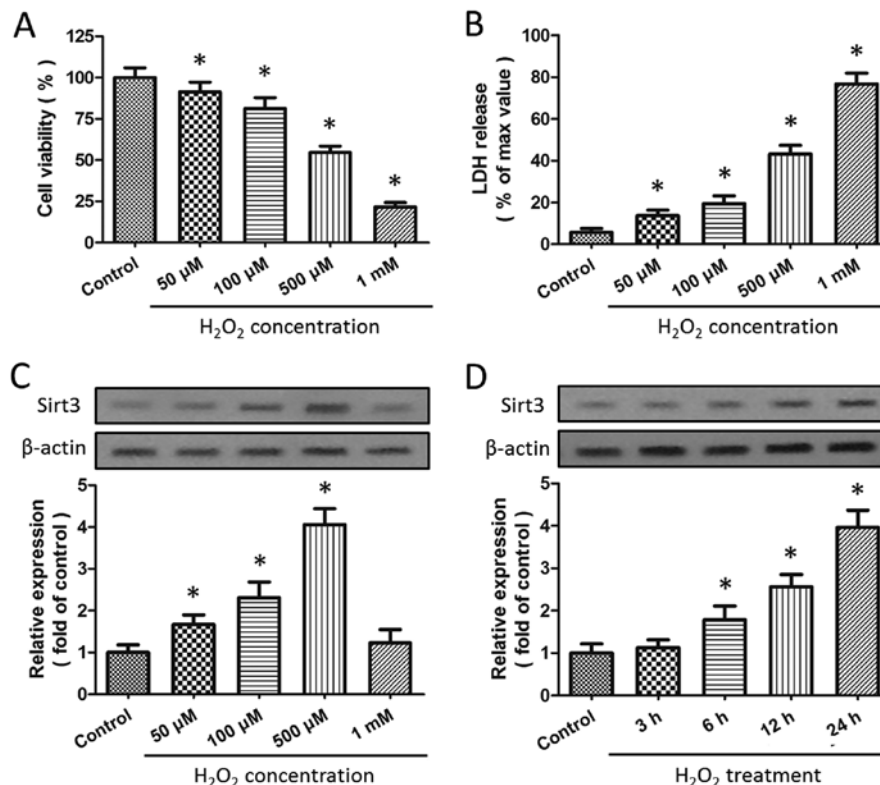 A
Cell viability ( % )
125
100
75
50
25
0
Control
50 μM
100 μM
500 μM
1 mM
* * * *
H₂O₂ concentration
B
LDH release
( % of max value )
100
80
60
40
20
0
Control
50 μM
100 μM
500 μM
1 mM
* * * *
H₂O₂ concentration
C
Sirt3
β-actin
Relative expression
( fold of control )
5
4
3
2
1
0
Control
50 μM
100 μM
500 μM
1 mM
* * *
H₂O₂ concentration
D
Sirt3
β-actin
Relative expression
( fold of control )
5
4
3
2
1
0
Control
3 h
6 h
12 h
24 h
* * *
H₂O₂ treatment